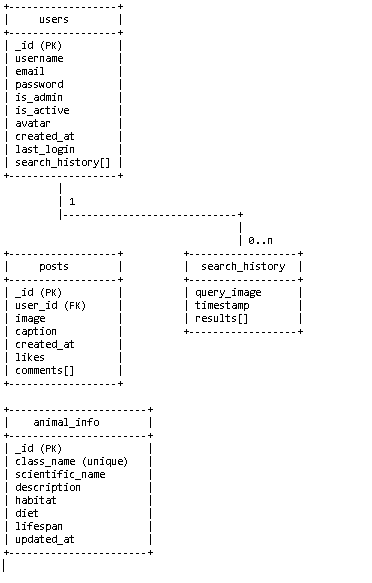 +-----------------+
|     users       |
+-----------------+
| _id (PK)        |
| username        |
| email           |
| password        |
| is_admin        |
| is_active       |
| avatar          |
| created_at      |
| last_login      |
| search_history[] |
+-----------------+
        |
        | 1
        |---------------------------+
                                    |
                                    | 0..n
+-----------------+         +-----------------+
|     posts       |         |  search_history |
+-----------------+         +-----------------+
| _id (PK)        |         | query_image     |
| user_id (FK)    |         | timestamp       |
| image           |         | results[]       |
| caption         |         +-----------------+
| created_at      |
| likes           |
| comments[]      |
+-----------------+
+----------------------+
|    animal_info       |
+----------------------+
| _id (PK)             |
| class_name (unique)  |
| scientific_name      |
| description          |
| habitat              |
| diet                 |
| lifespan             |
| updated_at           |
+----------------------+